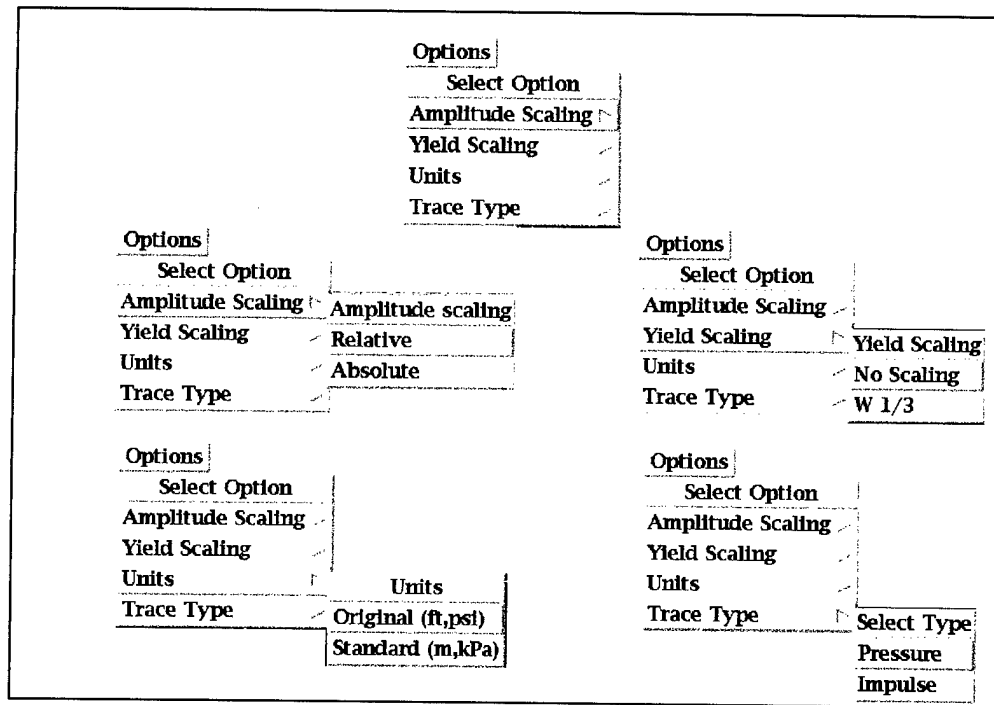 Options
Select Option
Amplitude Scaling
Yield Scaling
Units
Trace Type
Options
Select Option
Amplitude Scaling
Yield Scaling
Units
Trace Type
Amplitude scaling
Relative
Absolute
Options
Select Option
Amplitude Scaling
Yield Scaling
Units
Trace Type
Yield Scaling
No Scaling
W 1/3
Options
Select Option
Amplitude Scaling
Yield Scaling
Units
Trace Type
Units
Original (ft,psi)
Standard (m,kPa)
Options
Select Option
Amplitude Scaling
Yield Scaling
Units
Trace Type
Select Type
Pressure
Impulse